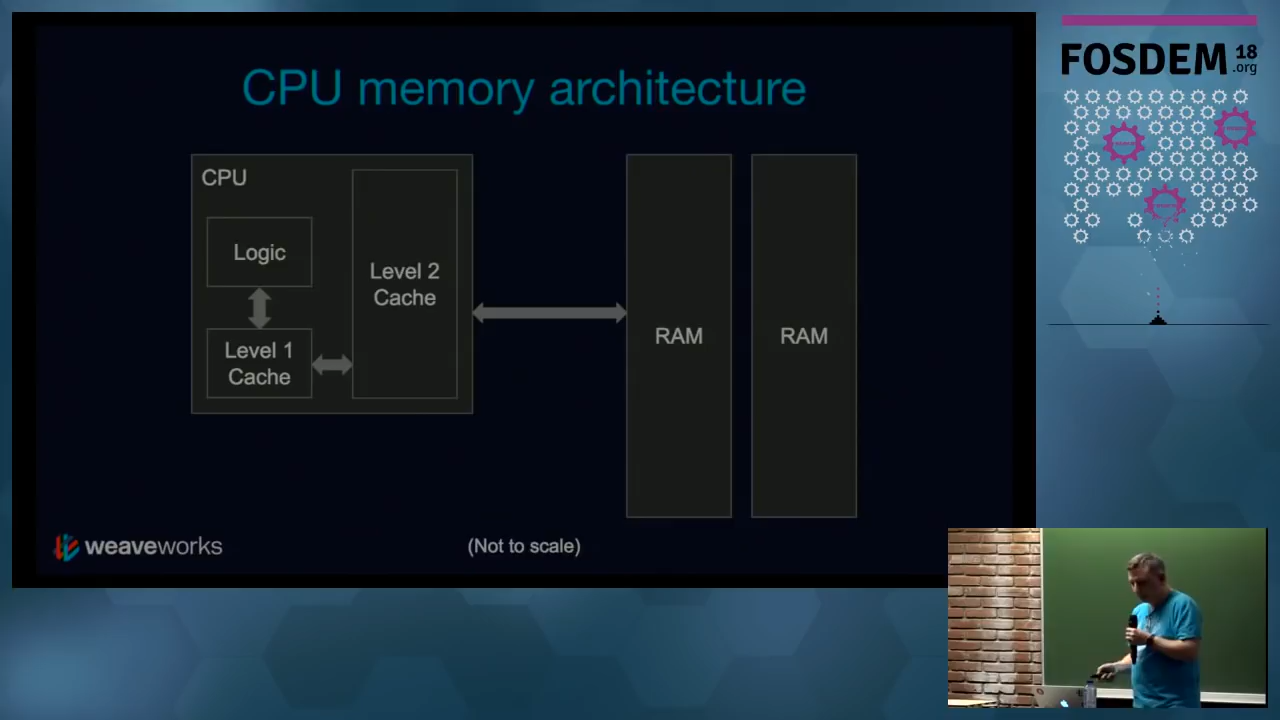 CPU memory architecture
CPU
Logic
Level 1
Cache
Level 2
Cache
RAM
RAM
weaveworks
(Not to scale)
FOSDEM 18
.org